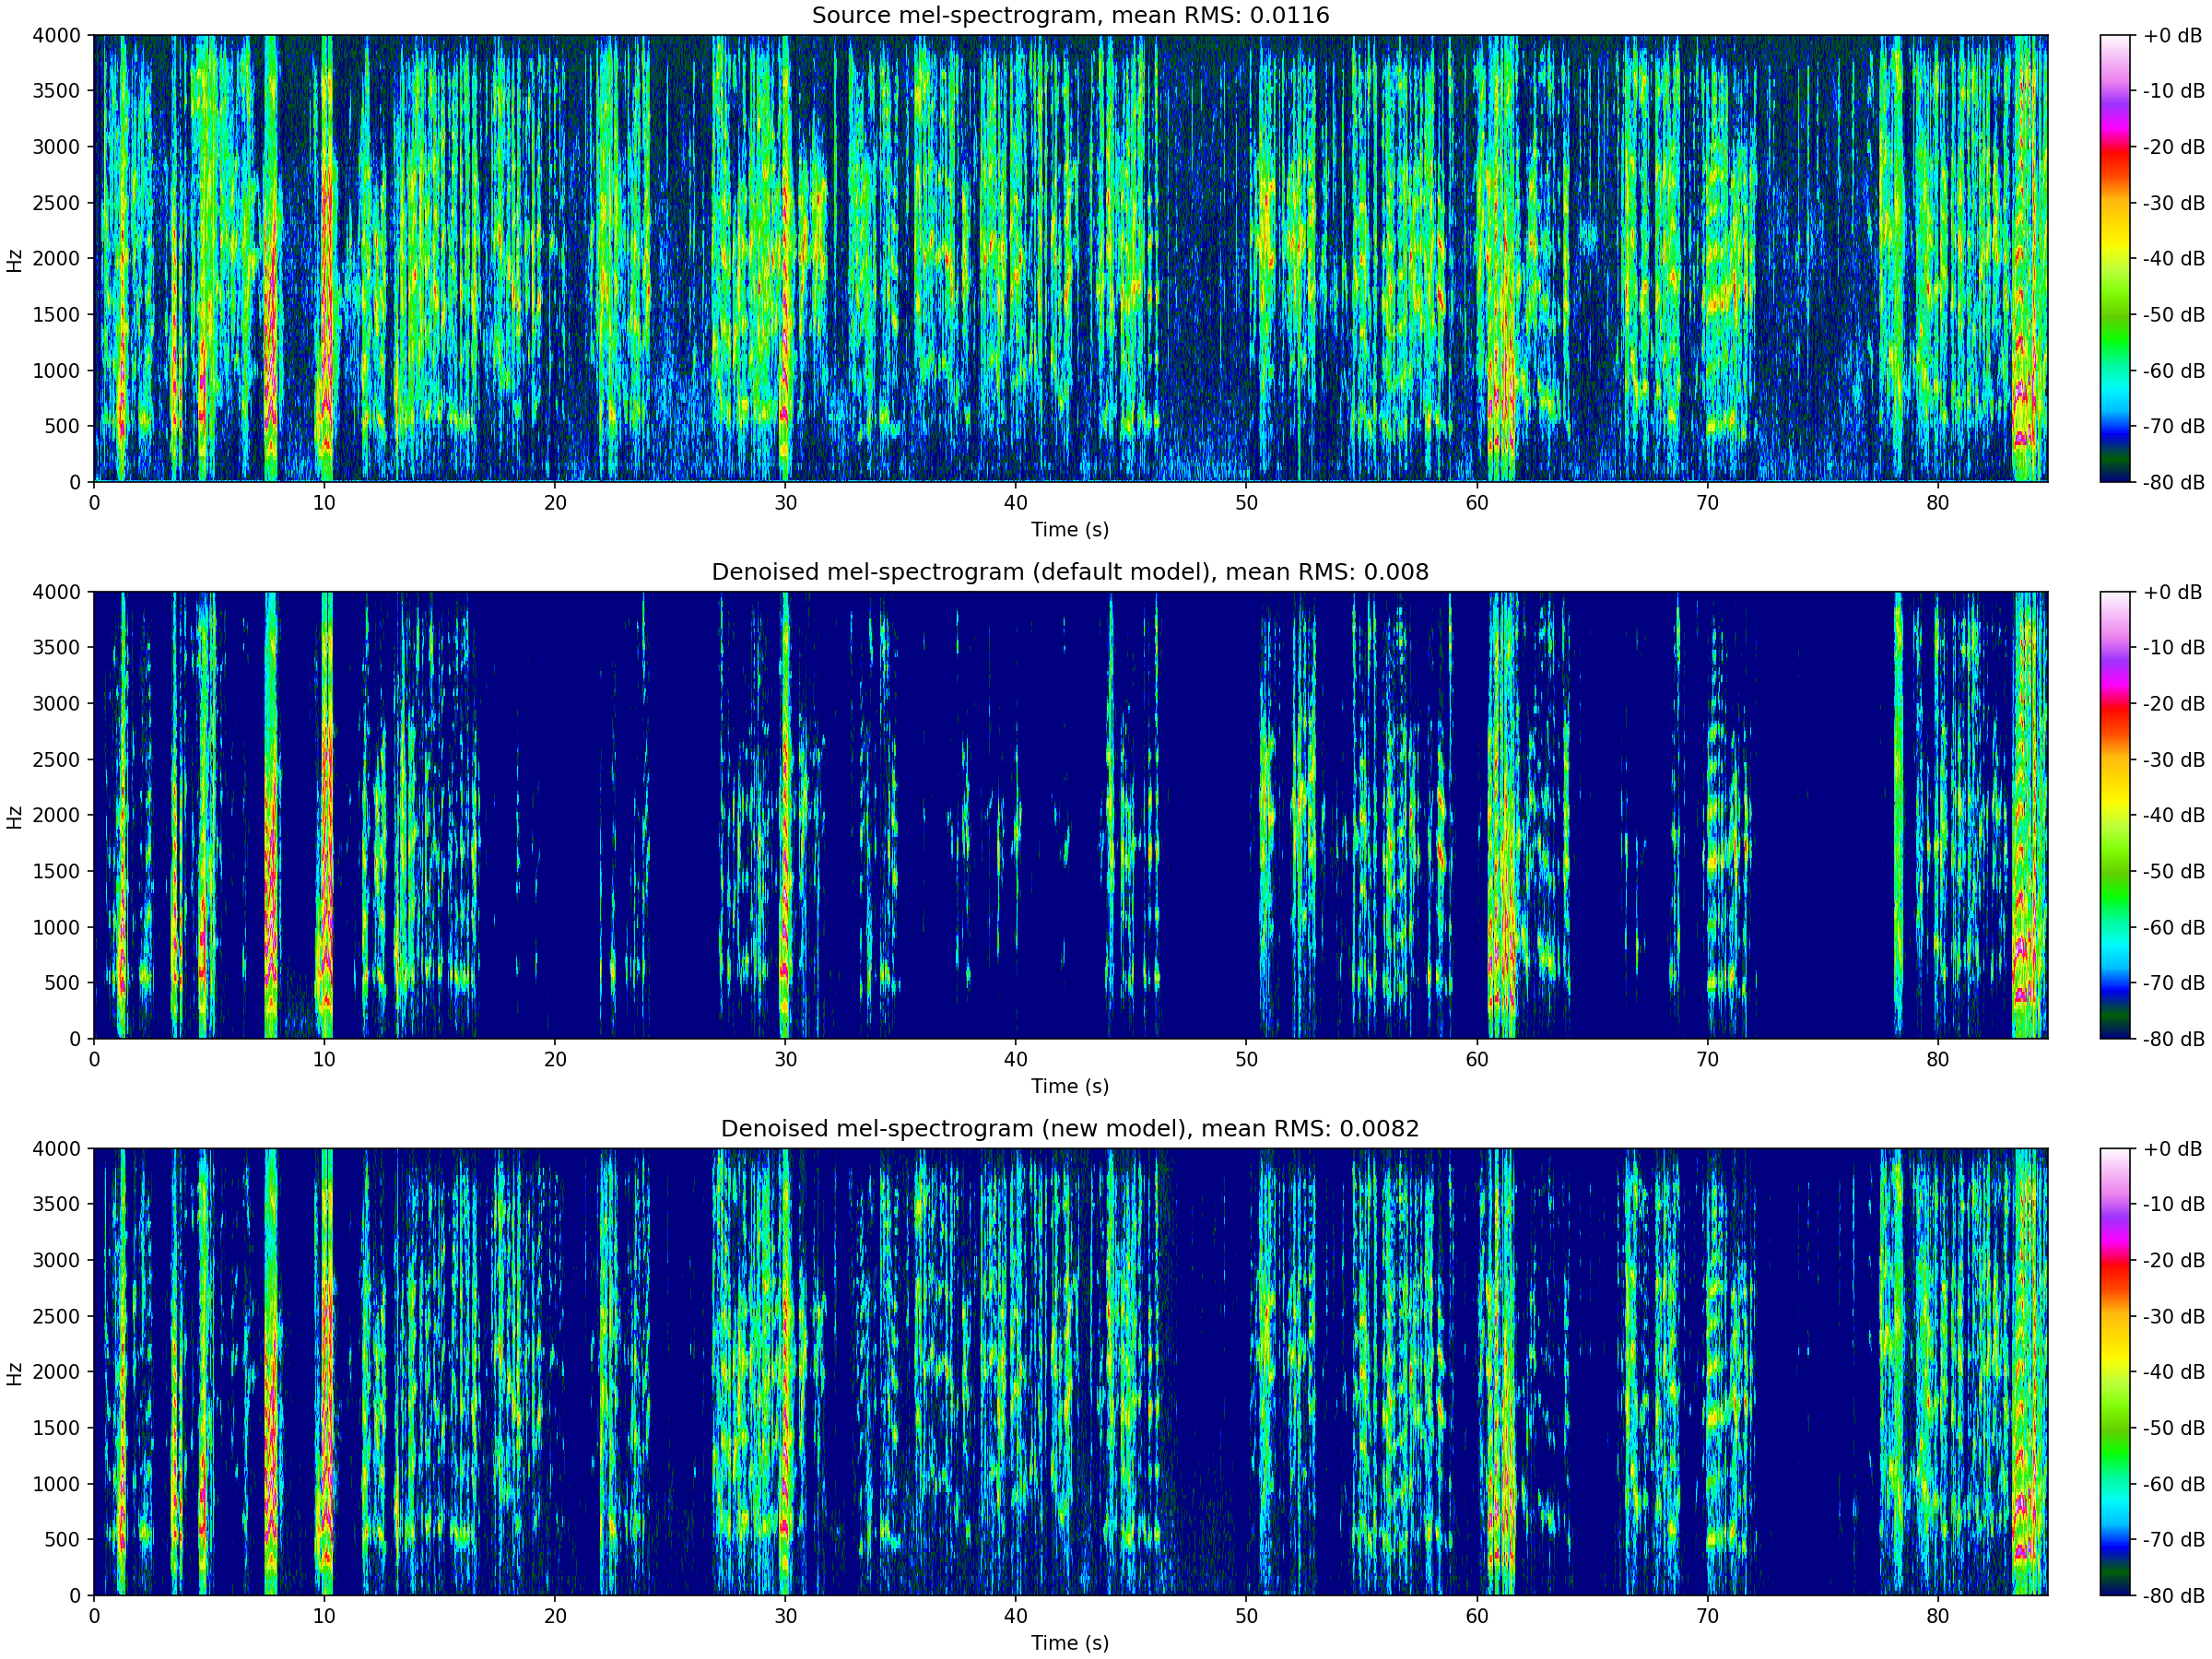 Source mel-spectrogram, mean RMS: 0.0116
4000
3500
3000
2500
2000
1500
1000
500
0
Hz
0 10 20 30 40 50 60 70 80
Time (s)
+0 dB
-10 dB
-20 dB
-30 dB
-40 dB
-50 dB
-60 dB
-70 dB
-80 dB
Denoised mel-spectrogram (default model), mean RMS: 0.008
4000
3500
3000
2500
2000
1500
1000
500
0
Hz
0 10 20 30 40 50 60 70 80
Time (s)
+0 dB
-10 dB
-20 dB
-30 dB
-40 dB
-50 dB
-60 dB
-70 dB
-80 dB
Denoised mel-spectrogram (new model), mean RMS: 0.0082
4000
3500
3000
2500
2000
1500
1000
500
0
Hz
0 10 20 30 40 50 60 70 80
Time (s)
+0 dB
-10 dB
-20 dB
-30 dB
-40 dB
-50 dB
-60 dB
-70 dB
-80 dB